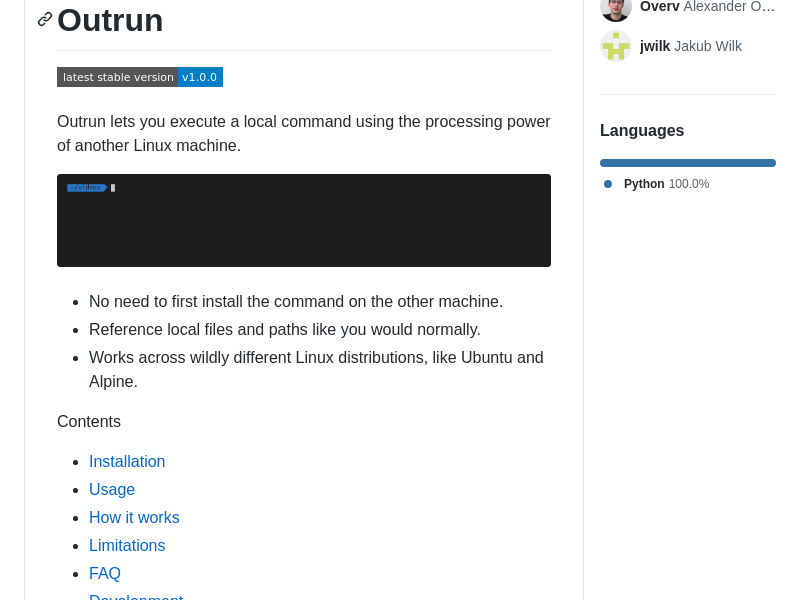 Outrun
latest stable version v1.0.0
Outrun lets you execute a local command using the processing power
of another Linux machine.
No need to first install the command on the other machine.
Reference local files and paths like you would normally.
Works across wildly different Linux distributions, like Ubuntu and
Alpine.
Contents
Installation
Usage
How it works
Limitations
FAQ
Development
Overv Alexander O…
jwilk Jakub Wilk
Languages
Python 100.0%